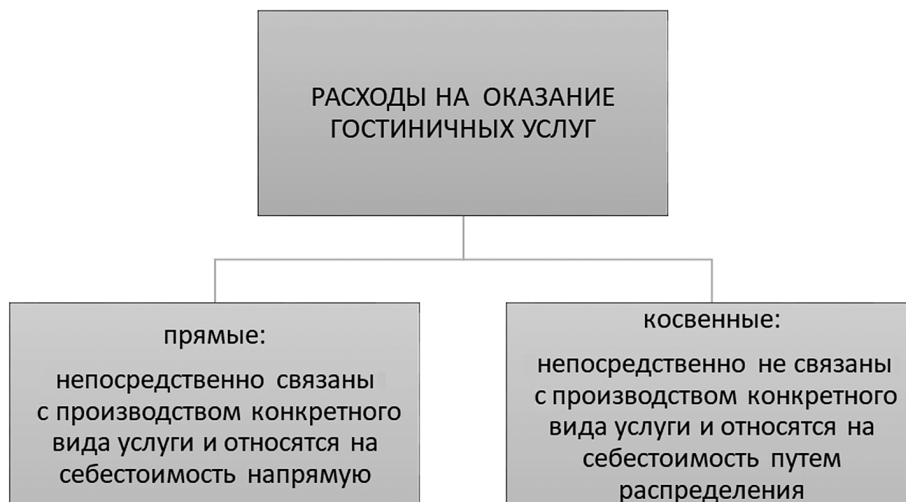 РАСХОДЫ НА ОКАЗАНИЕ
ГОСТИНИЧНЫХ УСЛУГ
прямые:
непосредственно связаны
с производством конкретного
вида услуги и относятся на
себестоимость напрямую
косвенные:
непосредственно не связаны
с производством конкретного
вида услуги и относятся на
себестоимость путем
распределения